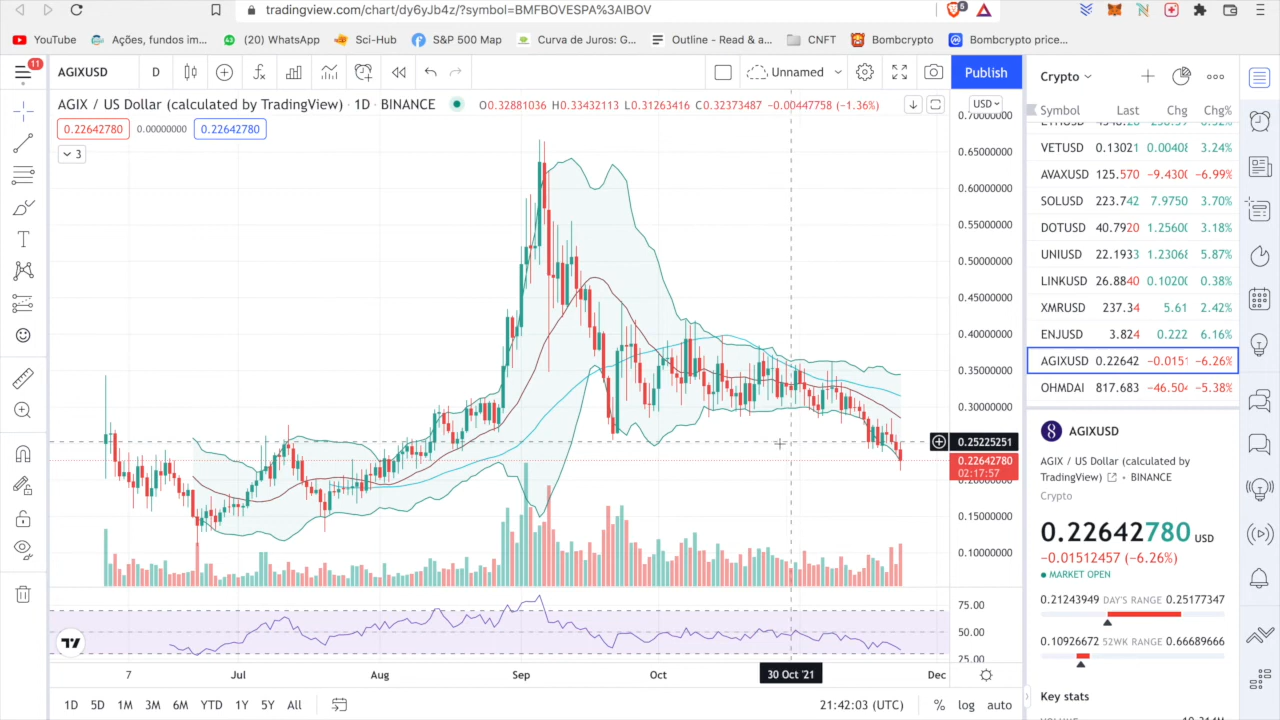 tradingview.com/chart/dy6yJb4z/?symbol=BMFBOVESPA%3AIBOV
5
YouTube Ações, fundos im... (20) WhatsApp Sci-Hub S&P 500 Map Curva de Juros: G... Outline - Read & a... CNFT Bombcrypto Bombcrypto price...
11
AGIXUSD D Unnamed Publish
AGIX / US Dollar (calculated by TradingView) · 1D · BINANCE O0.32881036 H0.33432113 L0.31263416 C0.32373487 −0.00447758 (−1.36%)
0.22642780 0.00000000 0.22642780
3
USD
0.70000000
0.65000000
0.60000000
0.55000000
0.50000000
0.45000000
0.40000000
0.35000000
0.30000000
0.25225251
0.22642780
02:17:57
0.15000000
0.10000000
75.00
50.00
25.00
7 Jul Aug Sep Oct 30 Oct '21 Dec
1D 5D 1M 3M 6M YTD 1Y 5Y All 21:42:03 (UTC) % log auto
Crypto
Symbol Last Chg Chg%
VETUSD 0.13021 0.00408 3.24%
AVAXUSD 125.570 −9.4300 −6.99%
SOLUSD 223.742 7.9750 3.70%
DOTUSD 40.7920 1.2560 3.18%
UNIUSD 22.1933 1.2306 5.87%
LINKUSD 26.8840 0.1020 0.38%
XMRUSD 237.34 5.61 2.42%
ENJUSD 3.824 0.222 6.16%
AGIXUSD 0.22642 −0.0151 −6.26%
OHMDAI 817.683 −46.504 −5.38%
AGIXUSD
AGIX / US Dollar (calculated by
TradingView) • BINANCE
Crypto
0.22642780 USD
−0.01512457 (−6.26%)
MARKET OPEN
0.21243949 DAY'S RANGE 0.25177347
0.10926672 52WK RANGE 0.66689666
Key stats